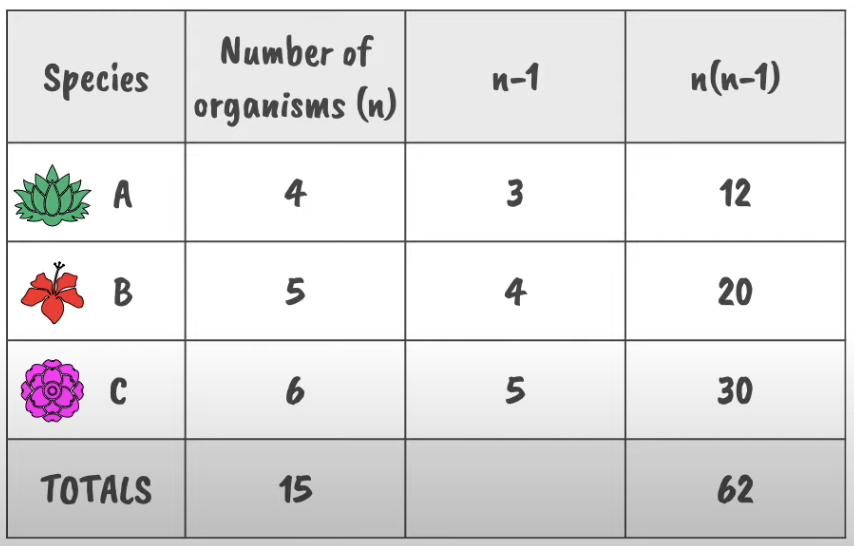 Species Number of organisms (n) n-1 n(n-1)
A 4 3 12
B 5 4 20
C 6 5 30
TOTALS 15 62